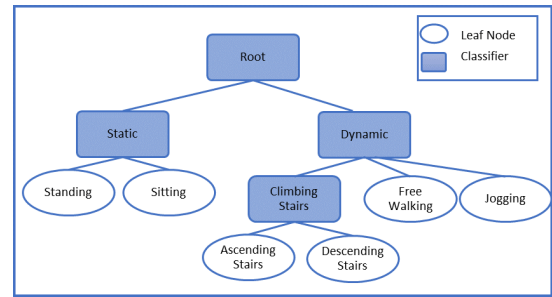 Leaf Node
Classifier
Root
Static
Dynamic
Standing
Sitting
Climbing
Stairs
Free
Walking
Jogging
Ascending
Stairs
Descending
Stairs